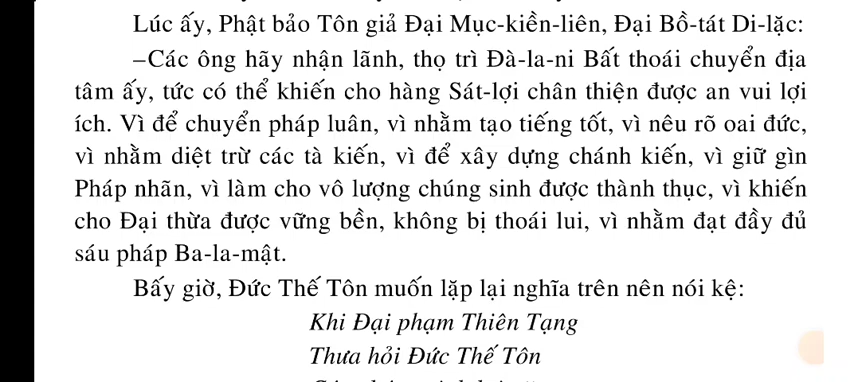 Lúc ấy, Phật bảo Tôn giả Đại Mục-kiền-liên, Đại Bồ-tát Di-lặc:
–Các ông hãy nhận lãnh, thọ trì Đà-la-ni Bất thoái chuyển địa
tâm ấy, tức có thể khiến cho hàng Sát-lợi chân thiện được an vui lợi
ích. Vì để chuyển pháp luân, vì nhằm tạo tiếng tốt, vì nêu rõ oai đức,
vì nhằm diệt trừ các tà kiến, vì để xây dựng chánh kiến, vì giữ gìn
Pháp nhãn, vì làm cho vô lượng chúng sinh được thành thục, vì khiến
cho Đại thừa được vững bền, không bị thoái lui, vì nhằm đạt đầy đủ
sáu pháp Ba-la-mật.
Bấy giờ, Đức Thế Tôn muốn lặp lại nghĩa trên nên nói kệ:
Khi Đại phạm Thiên Tạng
Thưa hỏi Đức Thế Tôn